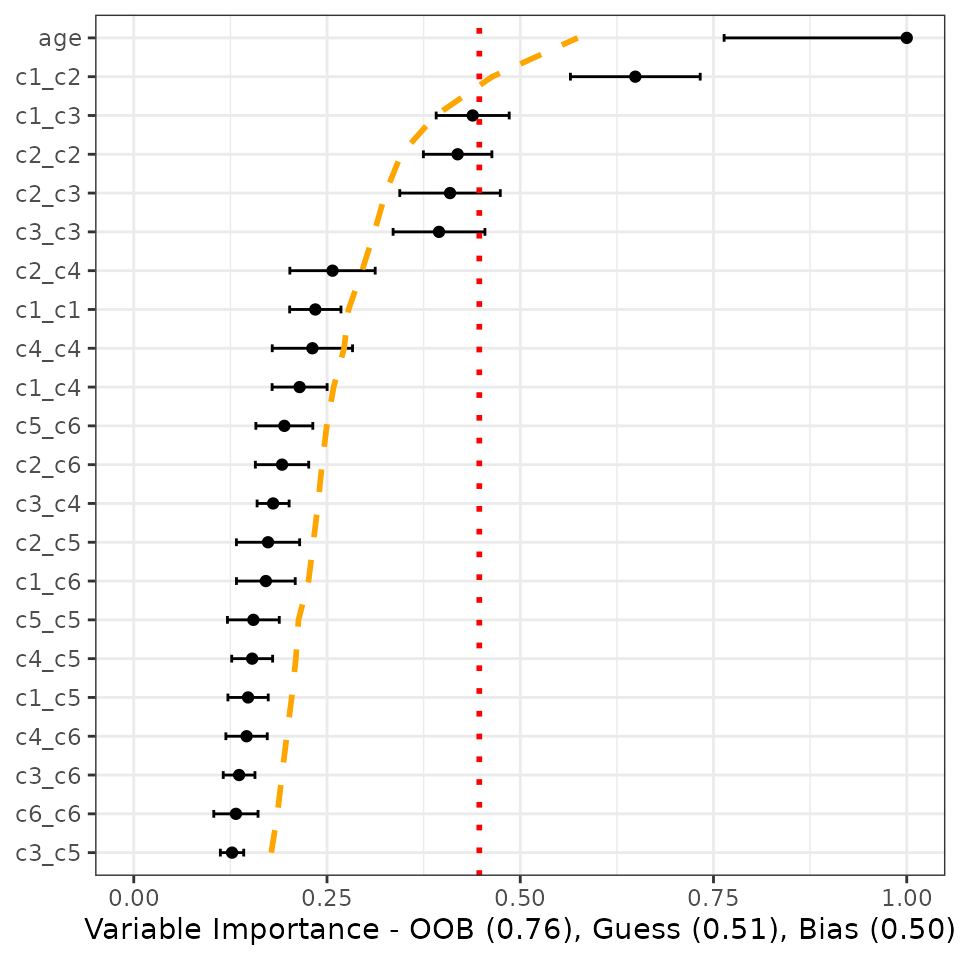 age
c1_c2
c1_c3
c2_c2
c2_c3
c3_c3
c2_c4
c1_c1
c4_c4
c1_c4
c5_c6
c2_c6
c3_c4
c2_c5
c1_c6
c5_c5
c4_c5
c1_c5
c4_c6
c3_c6
c6_c6
c3_c5
0.00 0.25 0.50 0.75 1.00
Variable Importance - OOB (0.76), Guess (0.51), Bias (0.50)